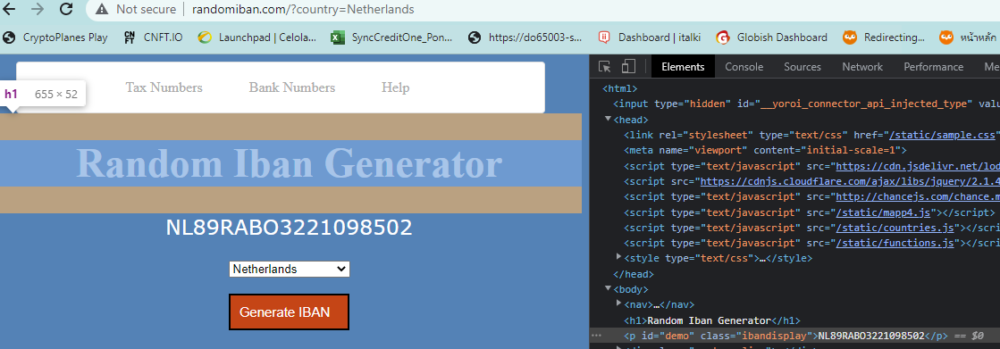 Not secure | randomiban.com/?country=Netherlands
CryptoPlanes Play CNFT.IO Launchpad | Celola... SyncCreditOne_Pon... https://do65003-s... Dashboard | italki Globish Dashboard Redirecting... หน้าหลัก
Tax Numbers Bank Numbers Help
h1 655 × 52
Random Iban Generator
NL89RABO3221098502
Netherlands
Generate IBAN
Elements Console Sources Network Performance M
<html>
<input type="hidden" id="__yoroi_connector_api_injected_type" valu
<head>
<link rel="stylesheet" type="text/css" href="/static/sample.css"
<meta name="viewport" content="initial-scale=1">
<script type="text/javascript" src="https://cdn.jsdelivr.net/lod
<script src="https://cdnjs.cloudflare.com/ajax/libs/jquery/2.1.4
<script type="text/javascript" src="http://chancejs.com/chance.m
<script type="text/javascript" src="/static/mapp4.js"></script>
<script type="text/javascript" src="/static/countries.js"></scri
<script type="text/javascript" src="/static/functions.js"></scri
<style type="text/css">…</style>
</head>
<body>
<nav>…</nav>
<h1>Random Iban Generator</h1>
<p id="demo" class="ibandisplay">NL89RABO3221098502</p> == $0